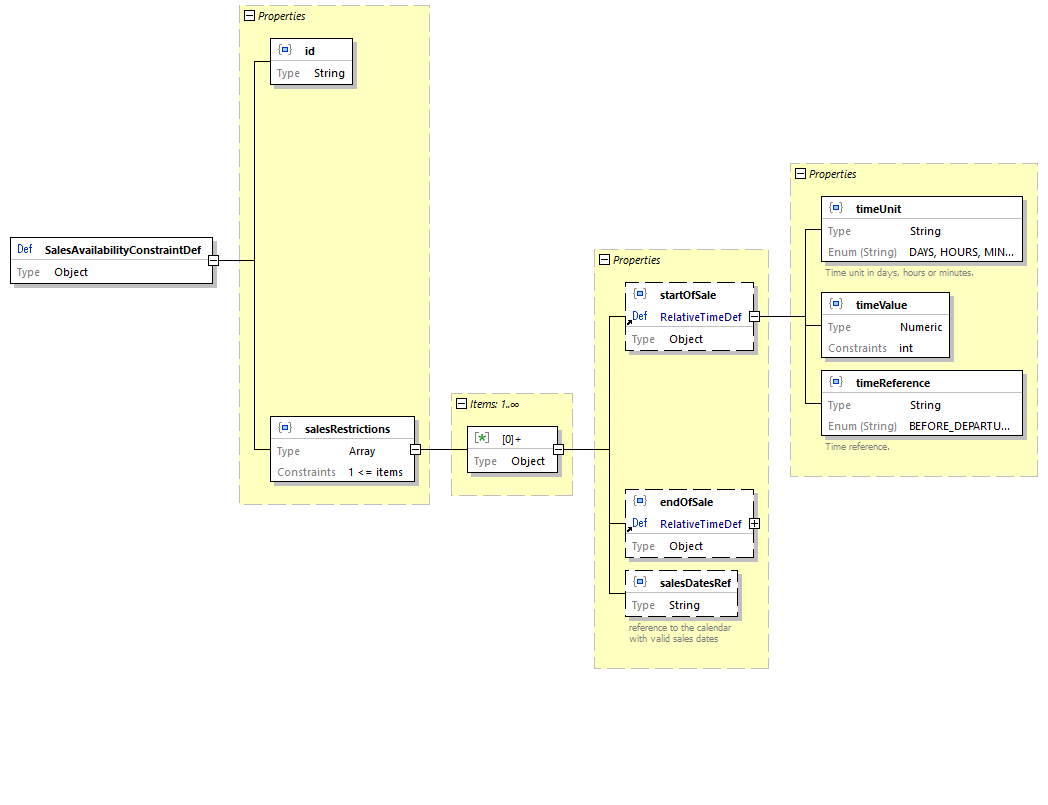 Properties
id
Type String
Def SalesAvailabilityConstraintDef
Type Object
salesRestrictions
Type Array
Constraints 1 <= items
Items: 1..∞
[0]+
Type Object
Properties
startOfSale
Def RelativeTimeDef
Type Object
endOfSale
Def RelativeTimeDef
Type Object
salesDatesRef
Type String
reference to the calendar
with valid sales dates
Properties
timeUnit
Type String
Enum (String) DAYS, HOURS, MIN...
Time unit in days, hours or minutes.
timeValue
Type Numeric
Constraints int
timeReference
Type String
Enum (String) BEFORE_DEPARTU...
Time reference.